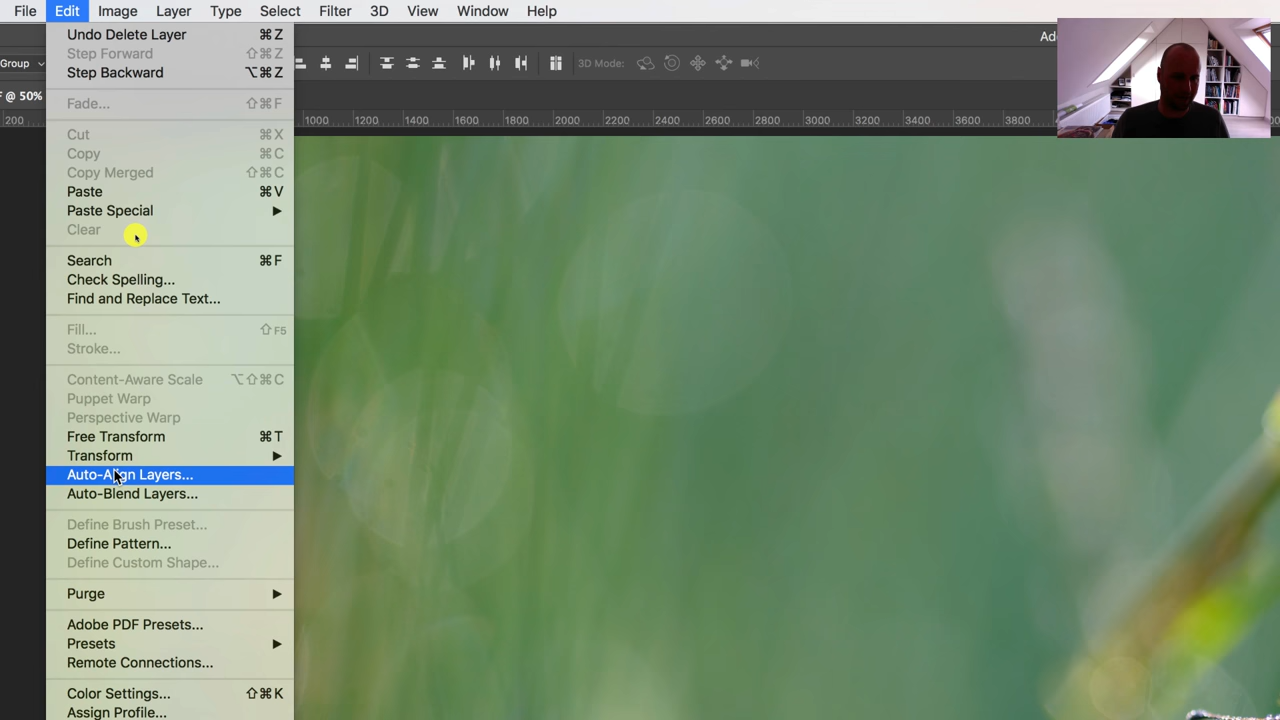 File Edit Image Layer Type Select Filter 3D View Window Help
Undo Delete Layer ⌘Z
Step Forward ⇧⌘Z
Step Backward ⌥⌘Z
Fade... ⇧⌘F
Cut ⌘X
Copy ⌘C
Copy Merged ⇧⌘C
Paste ⌘V
Paste Special ▶
Clear
Search ⌘F
Check Spelling...
Find and Replace Text...
Fill... ⇧F5
Stroke...
Content-Aware Scale ⌥⇧⌘C
Puppet Warp
Perspective Warp
Free Transform ⌘T
Transform ▶
Auto-Align Layers...
Auto-Blend Layers...
Define Brush Preset...
Define Pattern...
Define Custom Shape...
Purge ▶
Adobe PDF Presets...
Presets ▶
Remote Connections...
Color Settings... ⇧⌘K
Assign Profile...
Group
3D Mode:
@ 50%
200 1000 1200 1400 1600 1800 2000 2200 2400 2600 2800 3000 3200 3400 3600 3800